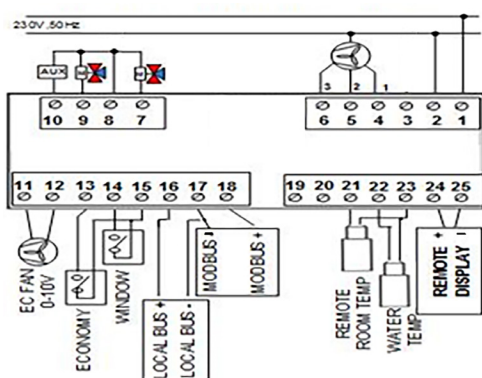 230V,50HZ
AUX
M
M
3 2 1
10 9 8 7
6 5 4 3 2 1
11 12 13 14 15 16 17 18
19 20 21 22 23 24 25
EC FAN
0-10V
ECONOMY
WINDOW
LOCAL BUS +
LOCAL BUS -
MODBUS -
MODBUS +
REMOTE
ROOM TEMP
WATER
TEMP
+ −
REMOTE
DISPLAY